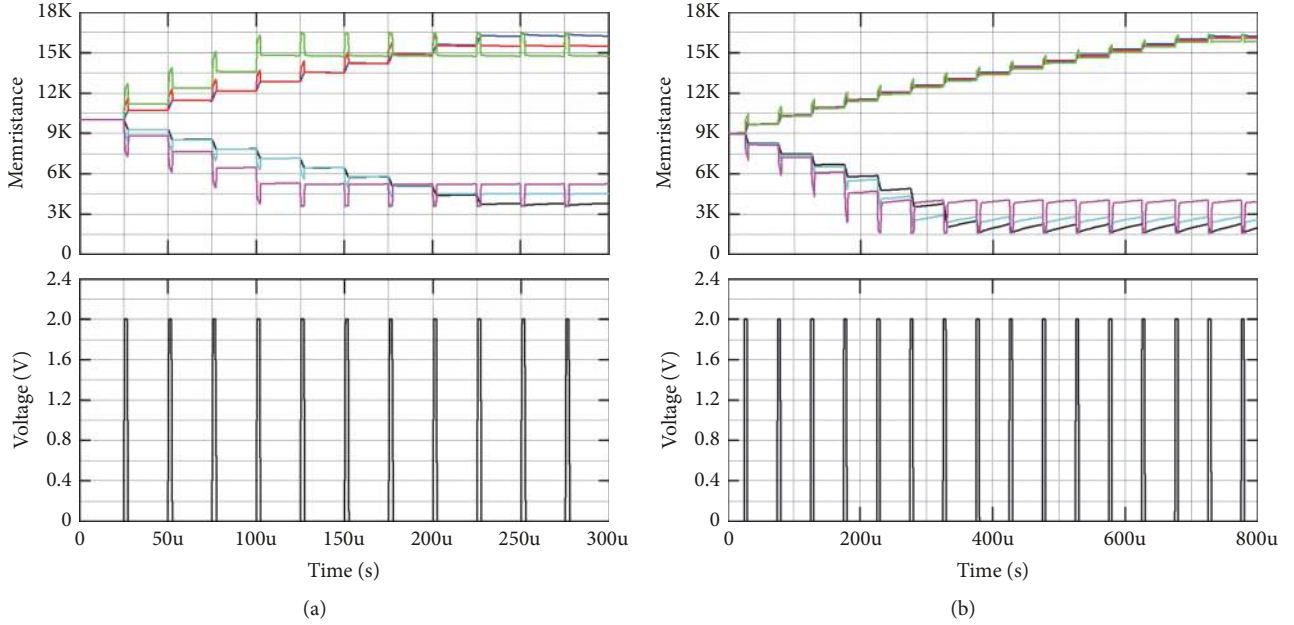 18K
15K
12K
9K
6K
3K
0
Memristance
2.4
2.0
1.6
1.2
0.8
0.4
0
Voltage (V)
0 50u 100u 150u 200u 250u 300u
Time (s)
(a)
18K
15K
12K
9K
6K
3K
0
Memristance
2.4
2.0
1.6
1.2
0.8
0.4
0
Voltage (V)
0 200u 400u 600u 800u
Time (s)
(b)